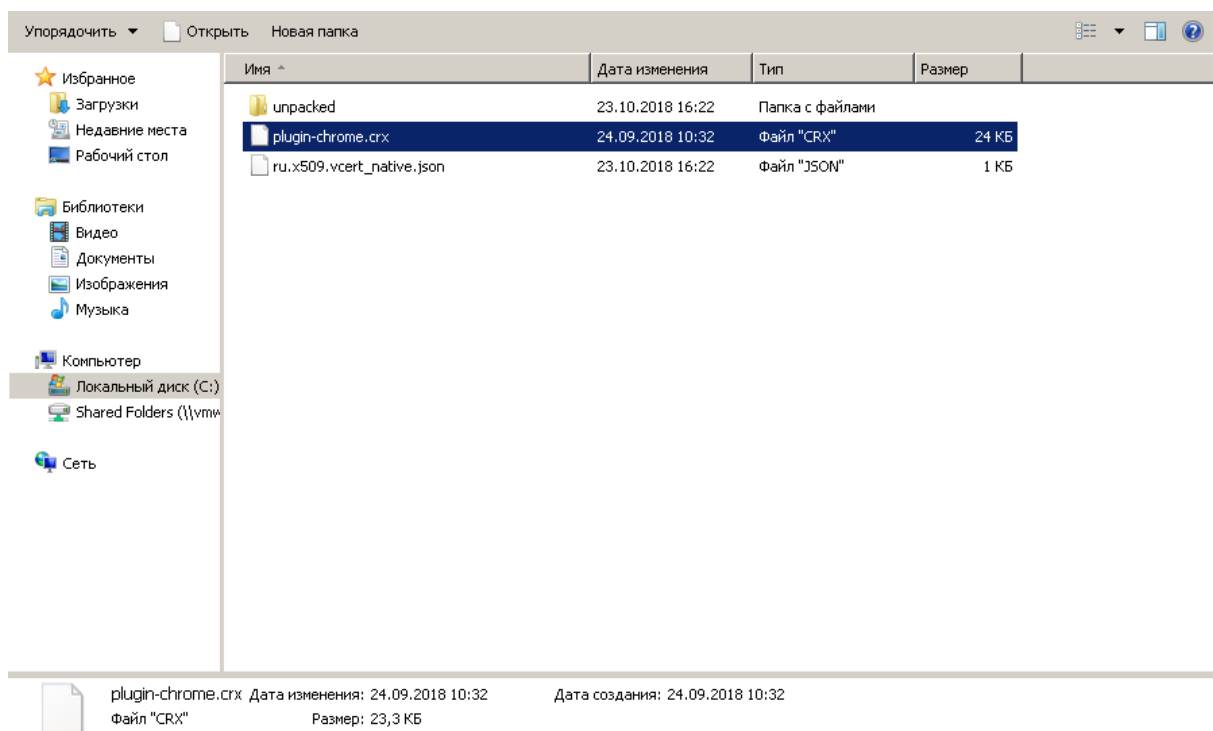 Упорядочить Открыть Новая папка
Избранное
Загрузки
Недавние места
Рабочий стол
Библиотеки
Видео
Документы
Изображения
Музыка
Компьютер
Локальный диск (C:)
Shared Folders (\\vmw
Сеть
Имя Дата изменения Тип Размер
unpacked 23.10.2018 16:22 Папка с файлами
plugin-chrome.crx 24.09.2018 10:32 Файл "CRX" 24 КБ
ru.x509.vcert_native.json 23.10.2018 16:22 Файл "JSON" 1 КБ
plugin-chrome.crx Дата изменения: 24.09.2018 10:32 Дата создания: 24.09.2018 10:32
Файл "CRX" Размер: 23,3 КБ